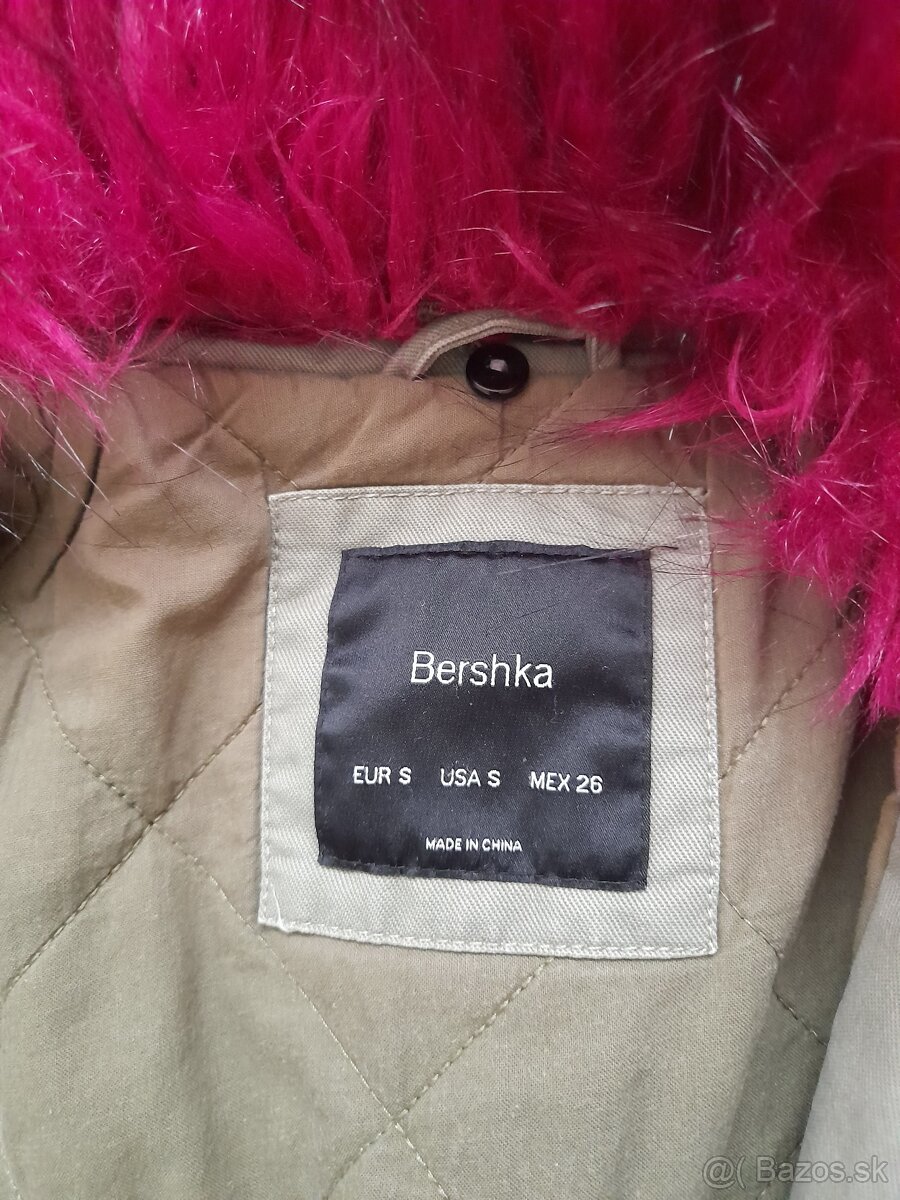 Bershka
EUR S USA S MEX 26
MADE IN CHINA
@( Bazos.sk